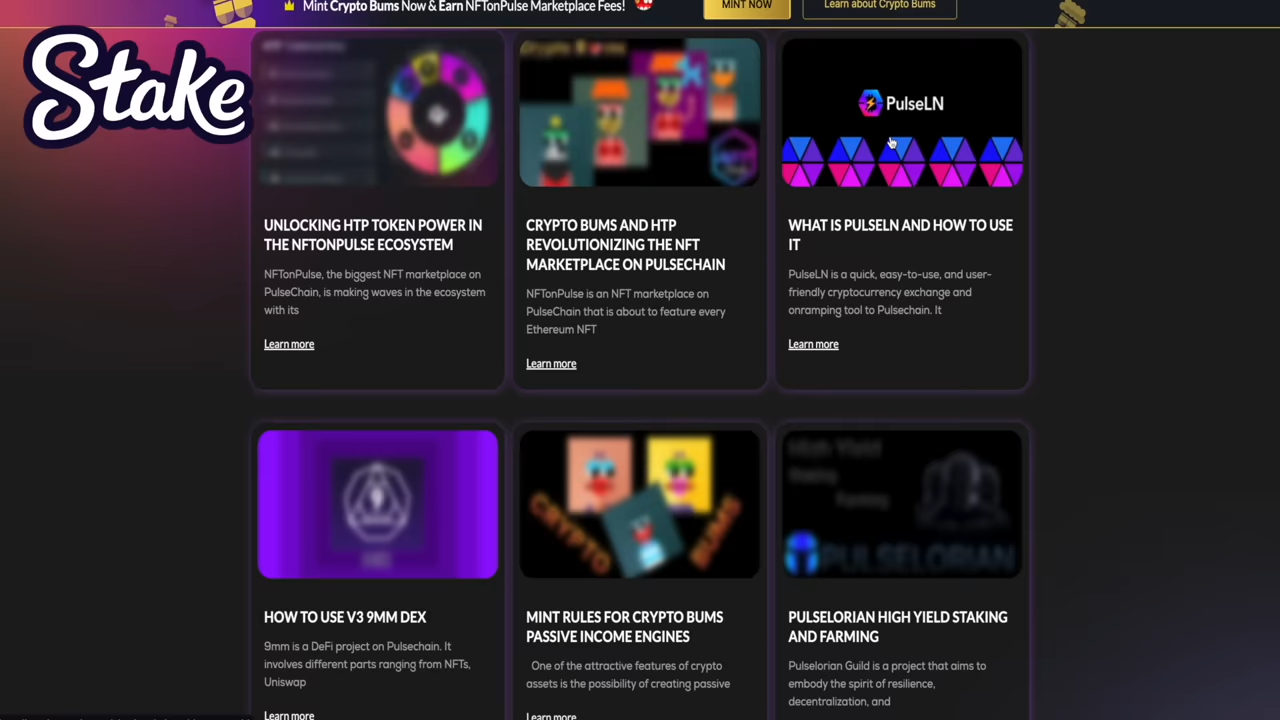 Mint Crypto Bums Now & Earn NFTonPulse Marketplace Fees!
MINT NOW
Learn about Crypto Bums
Stake
PulseLN
UNLOCKING HTP TOKEN POWER IN
THE NFTONPULSE ECOSYSTEM
NFTonPulse, the biggest NFT marketplace on
PulseChain, is making waves in the ecosystem
with its
Learn more
CRYPTO BUMS AND HTP
REVOLUTIONIZING THE NFT
MARKETPLACE ON PULSECHAIN
NFTonPulse is an NFT marketplace on
PulseChain that is about to feature every
Ethereum NFT
Learn more
WHAT IS PULSELN AND HOW TO USE
IT
PulseLN is a quick, easy-to-use, and user-
friendly cryptocurrency exchange and
onramping tool to Pulsechain. It
Learn more
CRYPTO
BUMS
High Yield
Staking
Farming
PULSELORIAN
HOW TO USE V3 9MM DEX
9mm is a DeFi project on Pulsechain. It
involves different parts ranging from NFTs,
Uniswap
Learn more
MINT RULES FOR CRYPTO BUMS
PASSIVE INCOME ENGINES
One of the attractive features of crypto
assets is the possibility of creating passive
Learn more
PULSELORIAN HIGH YIELD STAKING
AND FARMING
Pulselorian Guild is a project that aims to
embody the spirit of resilience,
decentralization, and